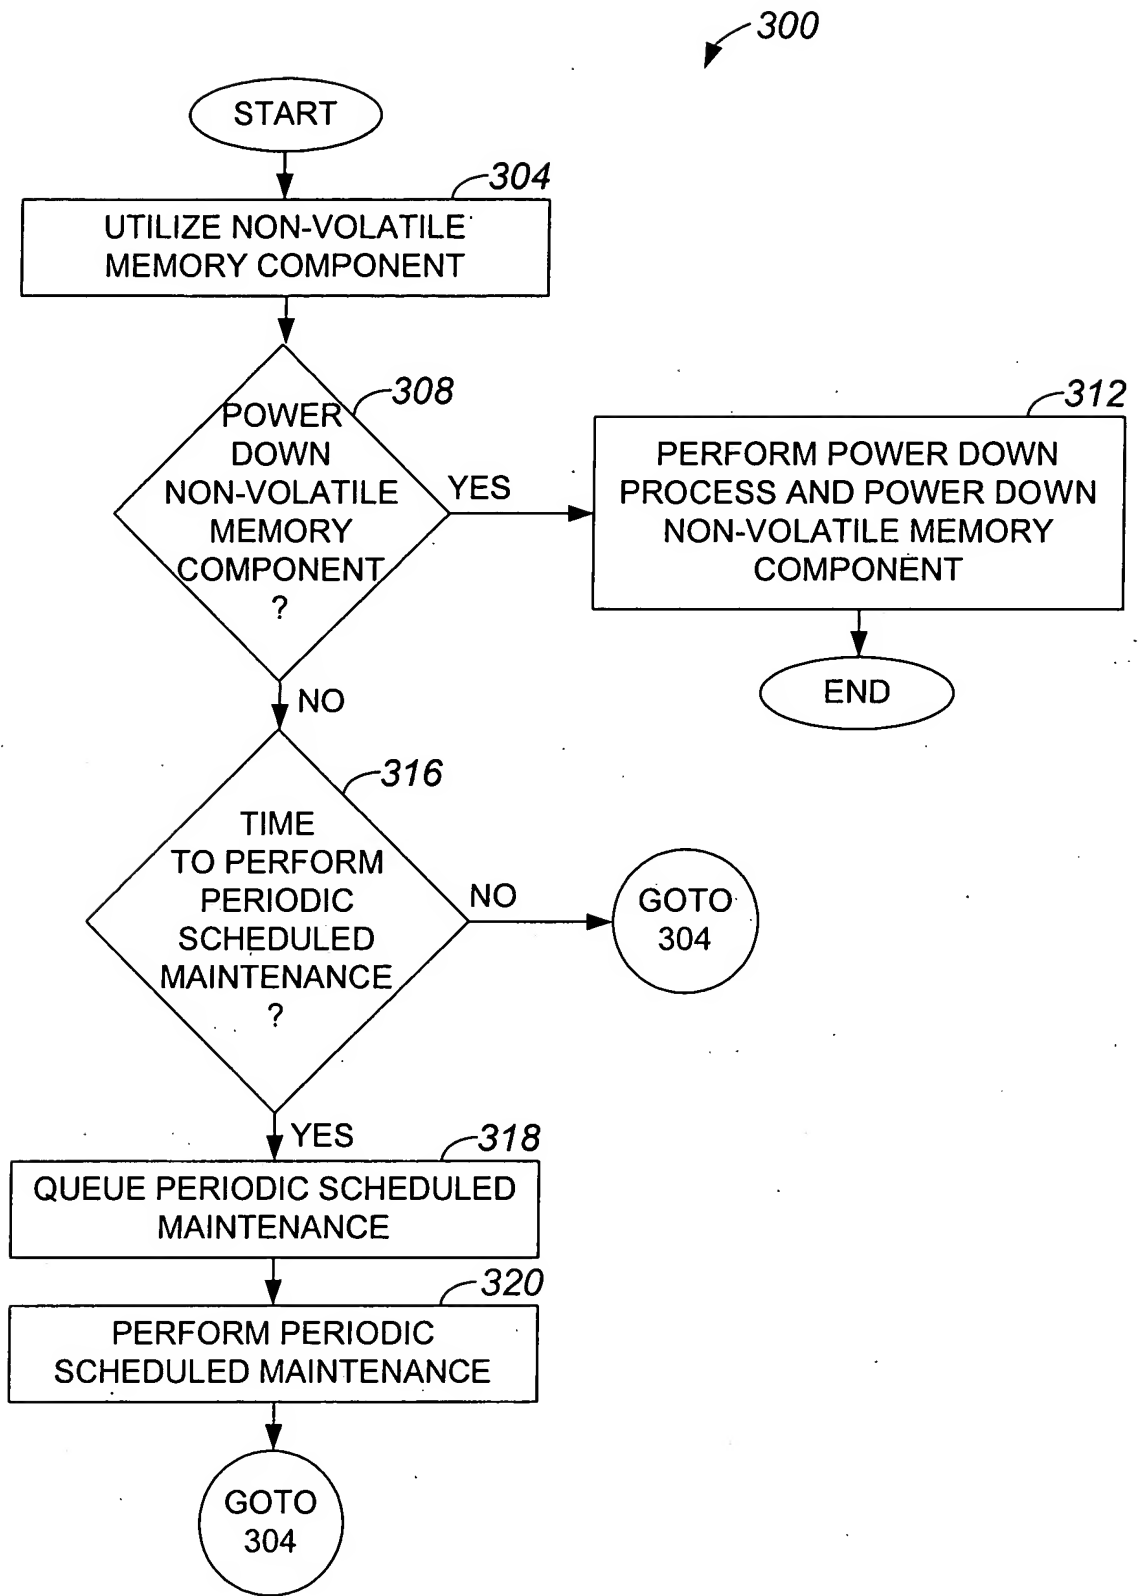 300
START
304
UTILIZE NON-VOLATILE
MEMORY COMPONENT
308
POWER
DOWN
NON-VOLATILE
MEMORY
COMPONENT
?
YES
312
PERFORM POWER DOWN
PROCESS AND POWER DOWN
NON-VOLATILE MEMORY
COMPONENT
END
NO
316
TIME
TO PERFORM
PERIODIC
SCHEDULED
MAINTENANCE
?
NO
GOTO
304
YES
318
QUEUE PERIODIC SCHEDULED
MAINTENANCE
320
PERFORM PERIODIC
SCHEDULED MAINTENANCE
GOTO
304